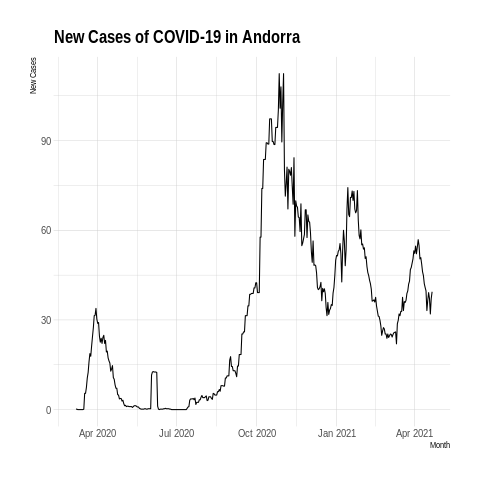 New Cases of COVID-19 in Andorra
New Cases
90
60
30
0
Apr 2020 Jul 2020 Oct 2020 Jan 2021 Apr 2021
Month